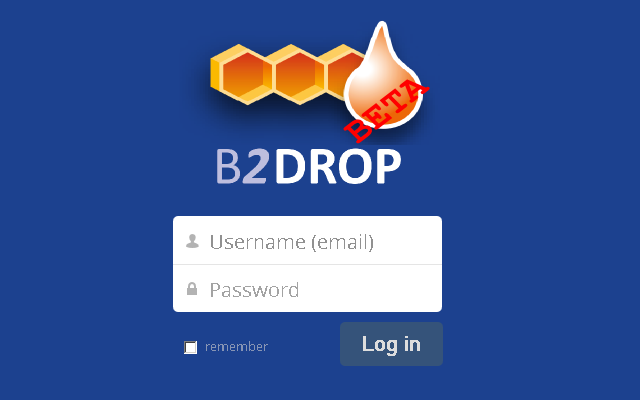 BETA
B2DROP
Username (email)
Password
remember
Log in